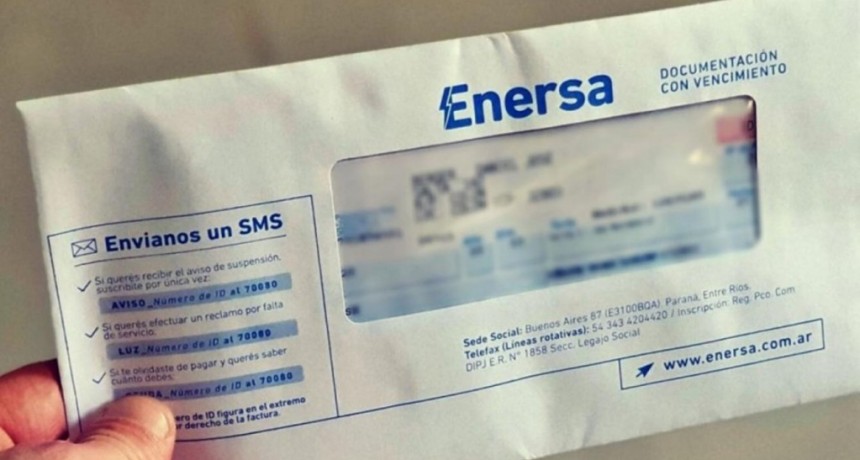 Enersa
DOCUMENTACIÓN
CON VENCIMIENTO
Envianos un SMS
Si querés recibir el aviso de suspensión,
suscribite por única vez:
AVISO_Número de ID al 70080
Si querés efectuar un reclamo por falta
de servicio:
LUZ_Número de ID al 70080
Si te olvidaste de pagar y querés saber
cuánto debés:
Número de ID al 70080
ero de ID figura en el extremo
derecho de la factura.
Sede Social: Buenos Aires 87 (E3100BQA). Paraná, Entre Ríos.
Telefax (Líneas rotativas): 54 343 4204420 / Inscripción: Reg. Pco. Com
DIPJ E.R. N° 1858 Secc. Legajo Social
www.enersa.com.ar